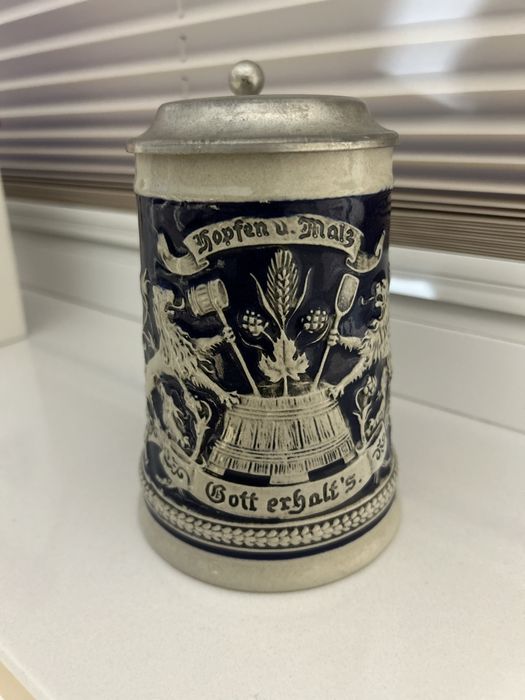 Hopfen u. Malz
Gott erhalt's.